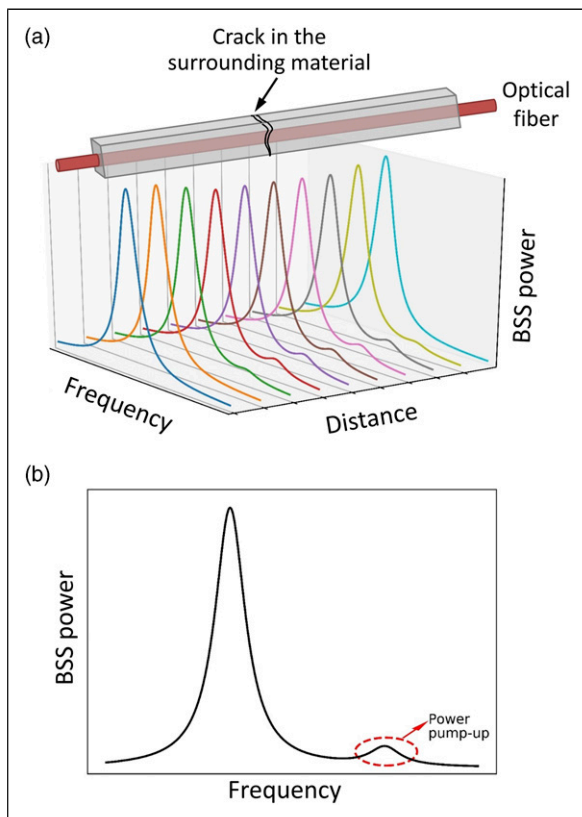 (a)
Crack in the
surrounding material
Optical
fiber
BSS power
Frequency
Distance
(b)
BSS power
Power
pump-up
Frequency